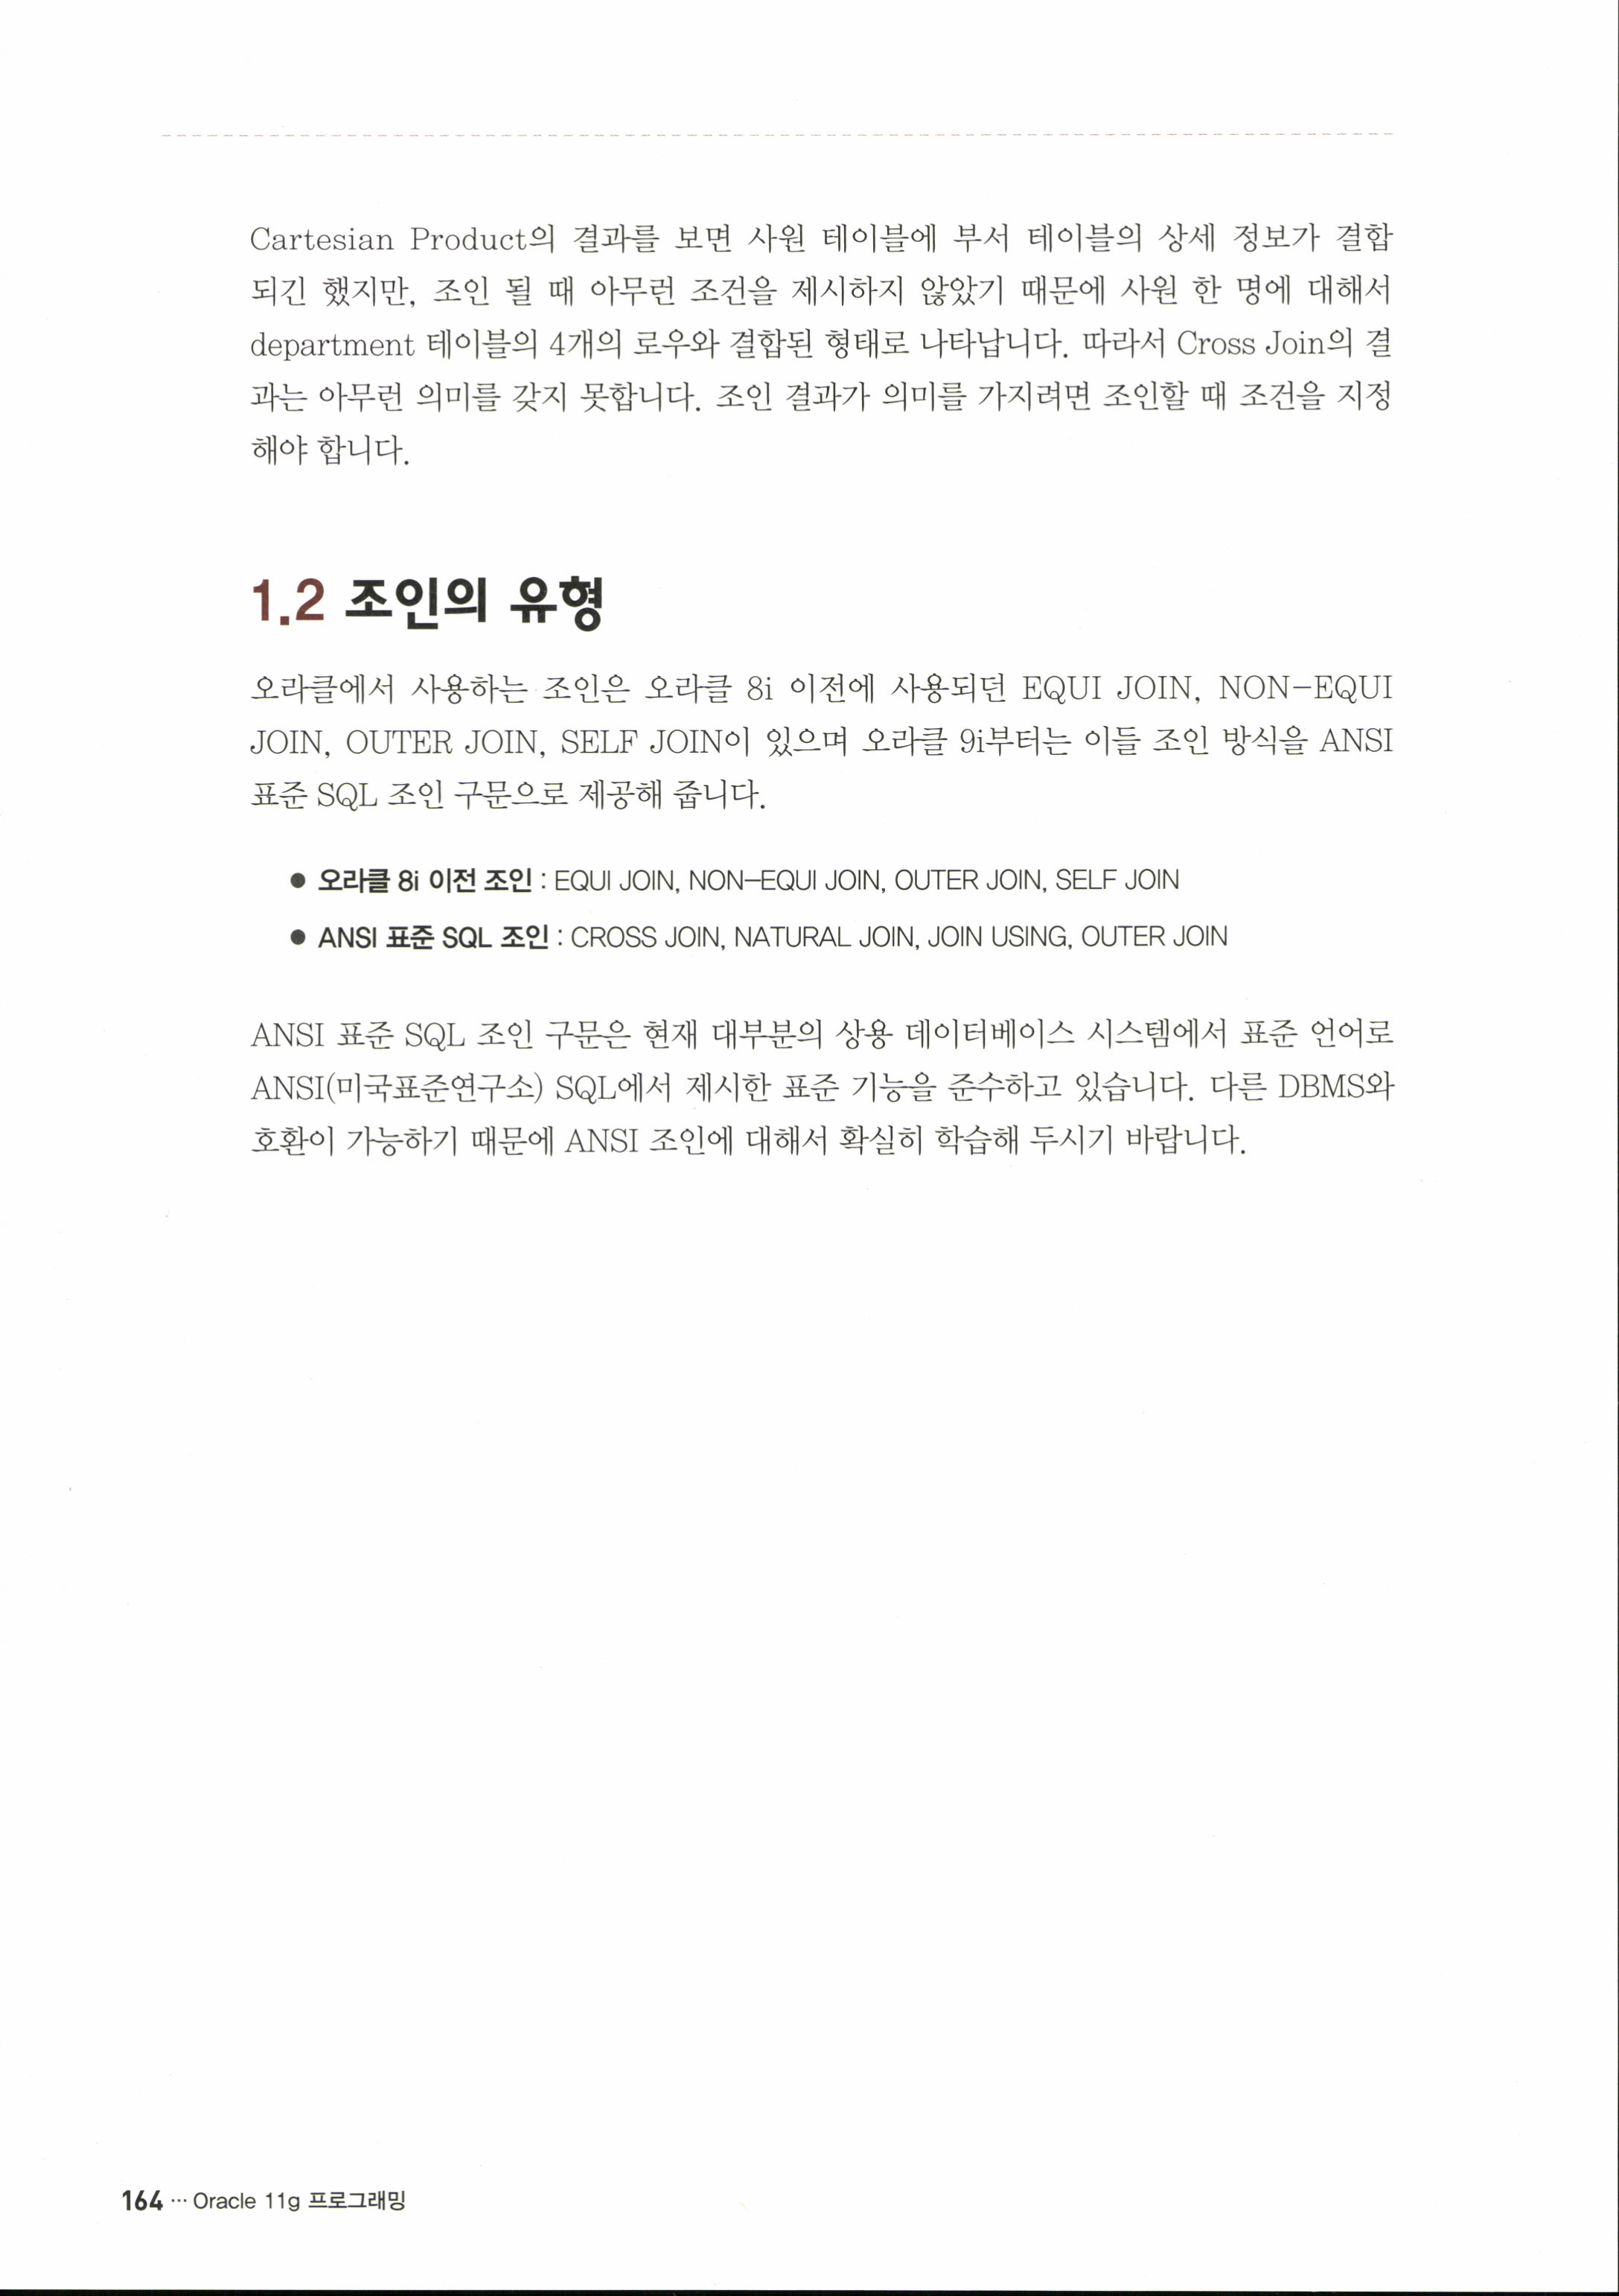 Cartesian Product의 결과를 보면 사원 테이블에 부서 테이블의 상세 정보가 결합
되긴 했지만, 조인 될 때 아무런 조건을 제시하지 않았기 때문에 사원 한 명에 대해서
department 테이블의 4개의 로우와 결합된 형태로 나타납니다. 따라서 Cross Join의 결
과는 아무런 의미를 갖지 못합니다. 조인 결과가 의미를 가지려면 조인할 때 조건을 지정
해야 합니다.
1.2 조인의 유형
오라클에서 사용하는 조인은 오라클 8i 이전에 사용되던 EQUI JOIN, NON-EQUI
JOIN, OUTER JOIN, SELF JOIN이 있으며 오라클 9i부터는 이들 조인 방식을 ANSI
표준 SQL 조인 구문으로 제공해 줍니다.
● 오라클 8i 이전 조인 : EQUI JOIN, NON-EQUI JOIN, OUTER JOIN, SELF JOIN
● ANSI 표준 SQL 조인 : CROSS JOIN, NATURAL JOIN, JOIN USING, OUTER JOIN
ANSI 표준 SQL 조인 구문은 현재 대부분의 상용 데이터베이스 시스템에서 표준 언어로
ANSI(미국표준연구소) SQL에서 제시한 표준 기능을 준수하고 있습니다. 다른 DBMS와
호환이 가능하기 때문에 ANSI 조인에 대해서 확실히 학습해 두시기 바랍니다.
164 ··· Oracle 11g 프로그래밍